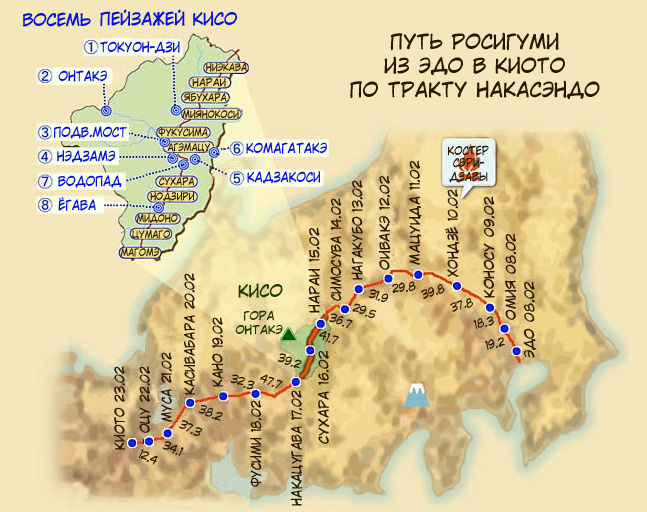 ВОСЕМЬ ПЕЙЗАЖЕЙ КИСО
① ТОКУОН-ДЗИ
② ОНТАКЭ
③ ПОДВ.МОСТ
④ НЭДЗАМЭ
⑦ ВОДОПАД
⑧ ЁГАВА
⑥ КОМАГАТАКЭ
⑤ КАДЗАКОСИ
НИЭКАВА
НАРАИ
ЯБУХАРА
МИЯНОКОСИ
ФУКУСИМА
АГЭМАЦУ
СУХАРА
НОДЗИРИ
МИДОНО
ЦУМАГО
МАГОМЭ
ПУТЬ РОСИГУМИ
ИЗ ЭДО В КИОТО
ПО ТРАКТУ НАКАСЭНДО
КОСТЕР
СЭРИ-
ДЗАВЫ
КИСО
ГОРА
ОНТАКЭ
КИОТО 23.02
ОЦУ 22.02
МУСА 21.02
КАСИВАБАРА 20.02
КАНО 19.02
ФУСИМИ 18.02
НАКАЦУГАВА 17.02
СУХАРА 16.02
НАРАИ 15.02
СИМОСУВА 14.02
НАГАКУБО 13.02
ОИВАКЭ 12.02
МАЦУИДА 11.02
ХОНДЗЁ 10.02
КОНОСУ 09.02
ОМИЯ 08.02
ЭДО 08.02
12.4
34.1
37.3
38.2
32.3
47.7
39.2
41.7
36.7
29.5
31.9
29.8
39.8
37.8
18.3
19.2